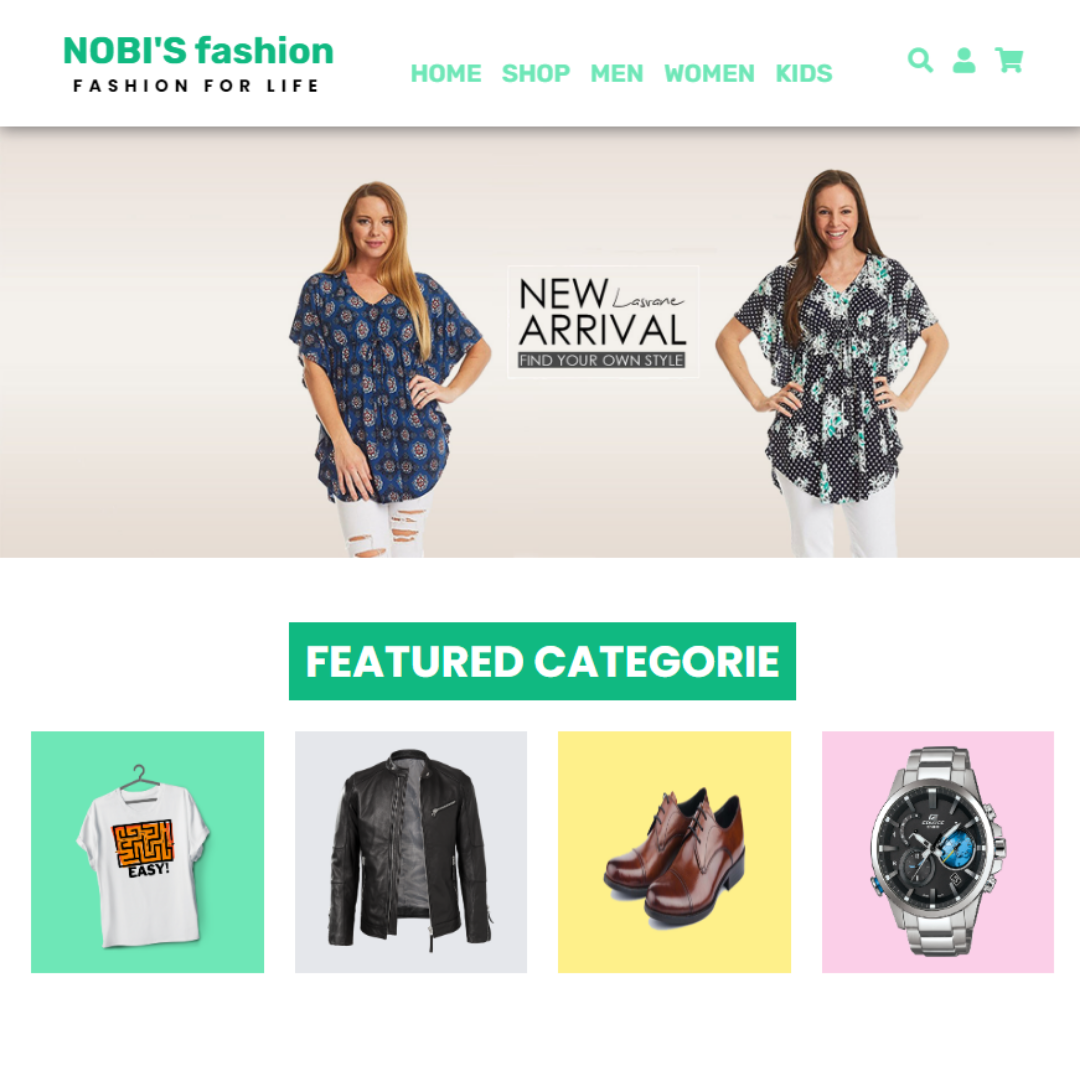 NOBI'S fashion
FASHION FOR LIFE
HOME SHOP MEN WOMEN KIDS
NEW Lasrane
ARRIVAL
FIND YOUR OWN STYLE
FEATURED CATEGORIE
EASY!